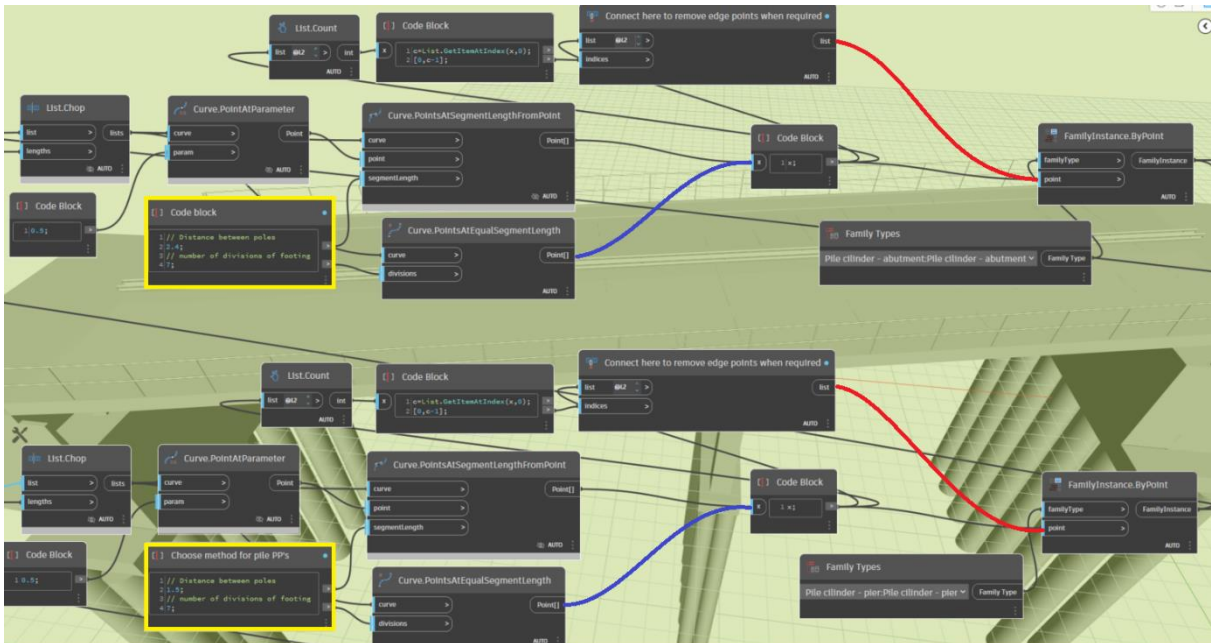 List.Count
list @L2 > int
AUTO
Code Block
x
1 c=List.GetItemAtIndex(x,0);
2 [0,c-1];
Connect here to remove edge points when required
list @L2 > list
indices >
AUTO
List.Chop
list > lists
lengths >
AUTO
Curve.PointAtParameter
curve > Point
param >
AUTO
Curve.PointsAtSegmentLengthFromPoint
curve > Point[]
point >
segmentLength >
AUTO
Code Block
x 1 x;
FamilyInstance.ByPoint
familyType > FamilyInstance
point >
AUTO
Code Block
1 0.5;
Code block
1 // Distance between poles
2 2.4;
3 // number of divisions of footing
4 7;
Curve.PointsAtEqualSegmentLength
curve > Point[]
divisions >
AUTO
Family Types
Pile cilinder - abutment:Pile cilinder - abutment Family Type
List.Count
list @L2 > int
AUTO
Code Block
x
1 c=List.GetItemAtIndex(x,0);
2 [0,c-1];
Connect here to remove edge points when required
list @L2 > list
indices >
AUTO
List.Chop
list > lists
lengths >
AUTO
Curve.PointAtParameter
curve > Point
param >
AUTO
Curve.PointsAtSegmentLengthFromPoint
curve > Point[]
point >
segmentLength >
AUTO
Code Block
x 1 x;
FamilyInstance.ByPoint
familyType > FamilyInstance
point >
AUTO
Code Block
1 0.5;
Choose method for pile PP's
1 // Distance between poles
2 1.5;
3 // number of divisions of footing
4 7;
Curve.PointsAtEqualSegmentLength
curve > Point[]
divisions >
AUTO
Family Types
Pile cilinder - pier:Pile cilinder - pier Family Type